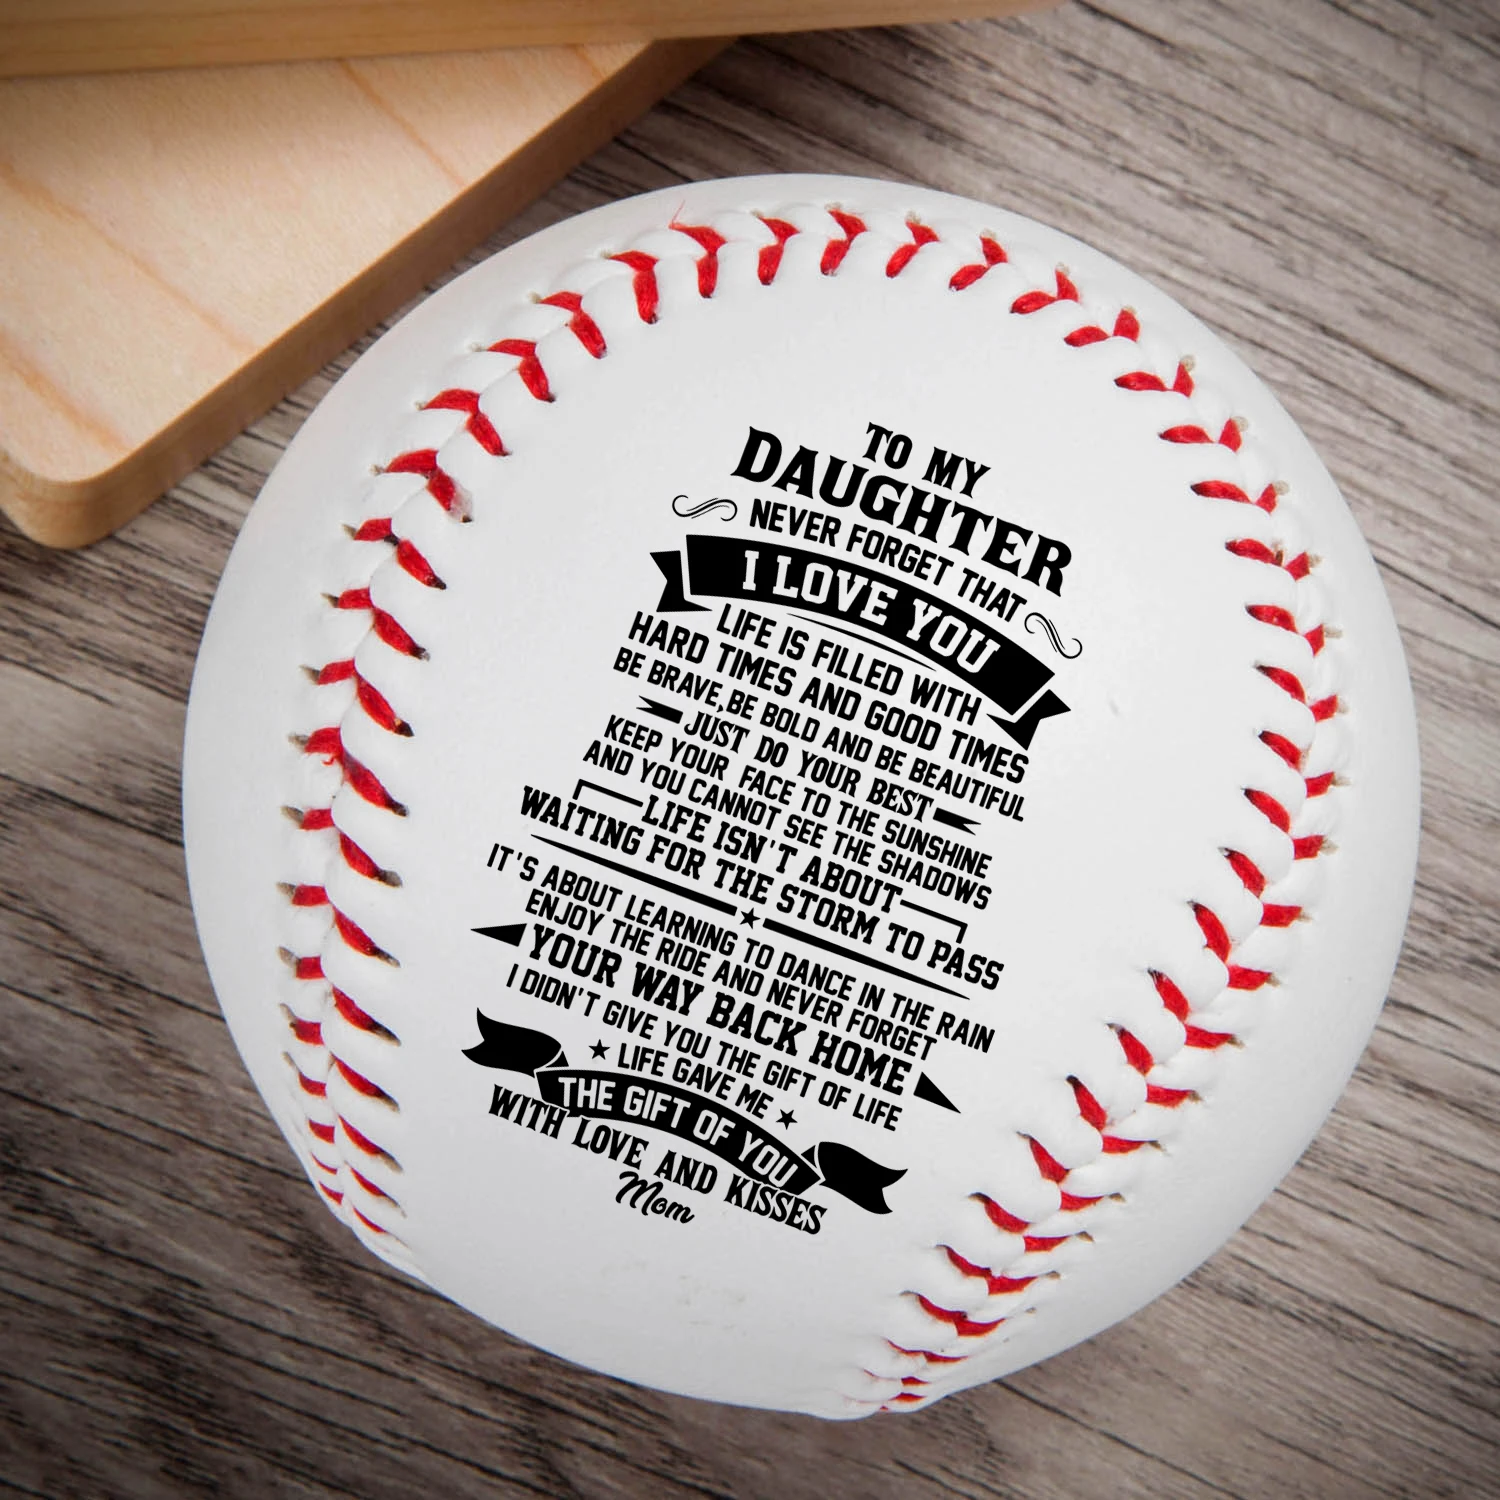 TO MY
DAUGHTER
NEVER FORGET THAT
I LOVE YOU
LIFE IS FILLED WITH
HARD TIMES AND GOOD TIMES
BE BRAVE,BE BOLD AND BE BEAUTIFUL
JUST DO YOUR BEST
KEEP YOUR FACE TO THE SUNSHINE
AND YOU CANNOT SEE THE SHADOWS
LIFE ISN'T ABOUT
WAITING FOR THE STORM TO PASS
IT'S ABOUT LEARNING TO DANCE IN THE RAIN
ENJOY THE RIDE AND NEVER FORGET
YOUR WAY BACK HOME
I DIDN'T GIVE YOU THE GIFT OF LIFE
LIFE GAVE ME
THE GIFT OF YOU
WITH LOVE AND KISSES
Mom